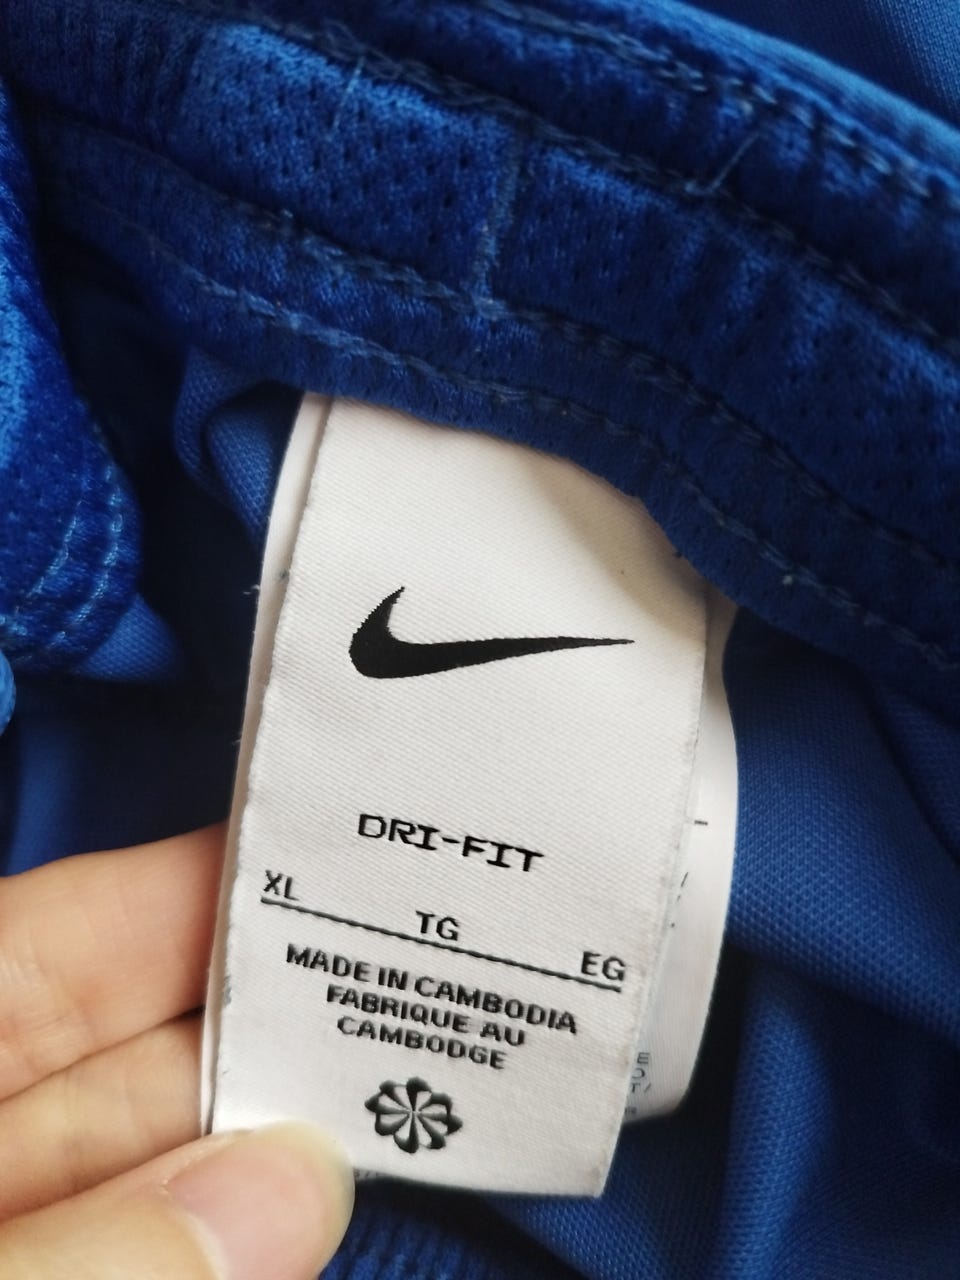 DRI-FIT
XL
TG
EG
MADE IN CAMBODIA
FABRIQUE AU
CAMBODGE